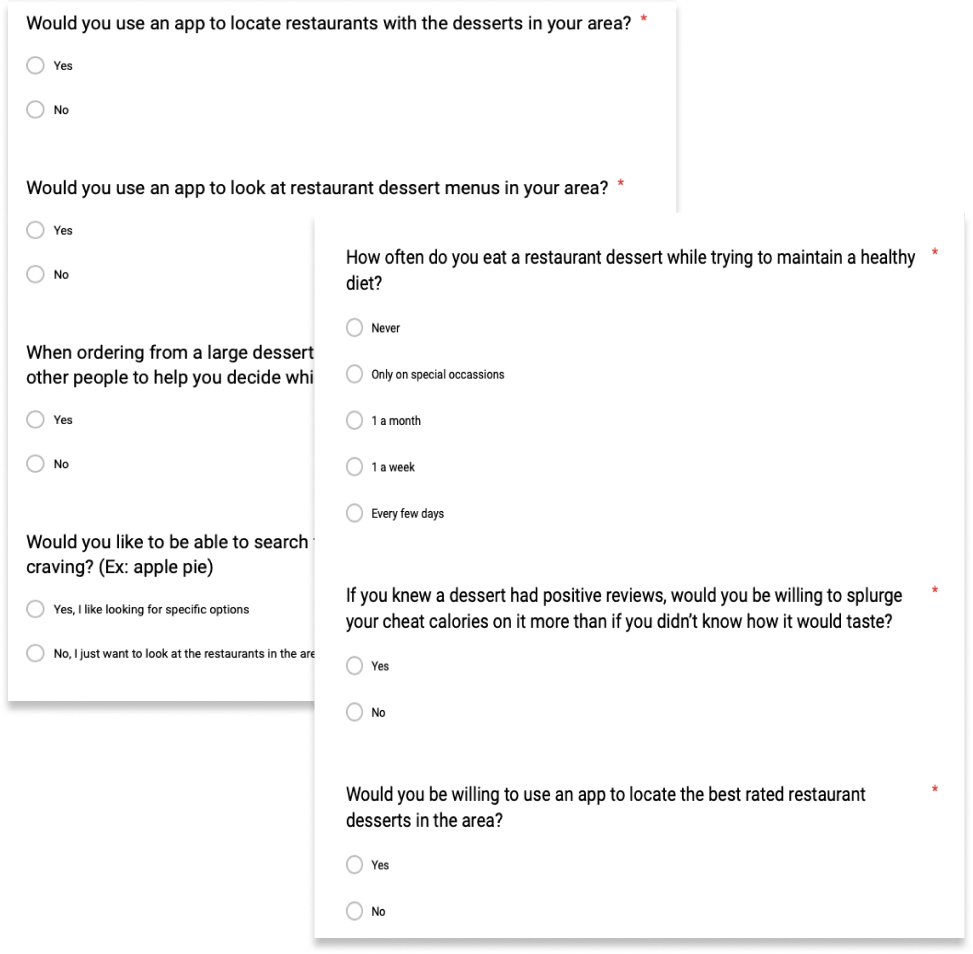 Would you use an app to locate restaurants with the desserts in your area? *
Yes
No
Would you use an app to look at restaurant dessert menus in your area? *
Yes
No
When ordering from a large dessert
other people to help you decide
Yes
No
Would you like to be able to search
craving? (Ex: apple pie)
Yes, I like looking for specific options
No, I just want to look at the restaurants in the
How often do you eat a restaurant dessert while trying to maintain a healthy *
diet?
Never
Only on special occassions
1 a month
1 a week
Every few days
If you knew a dessert had positive reviews, would you be willing to splurge *
your cheat calories on it more than if you didn't know how it would taste?
Yes
No
Would you be willing to use an app to locate the best rated restaurant *
desserts in the area?
Yes
No